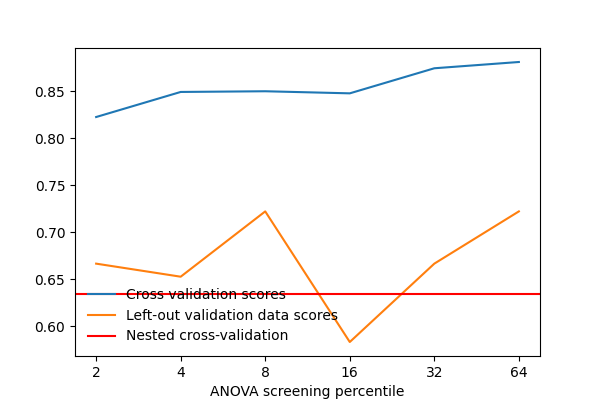 0.85
0.80
0.75
0.70
0.65
0.60
Cross validation scores
Left-out validation data scores
Nested cross-validation
2 4 8 16 32 64
ANOVA screening percentile